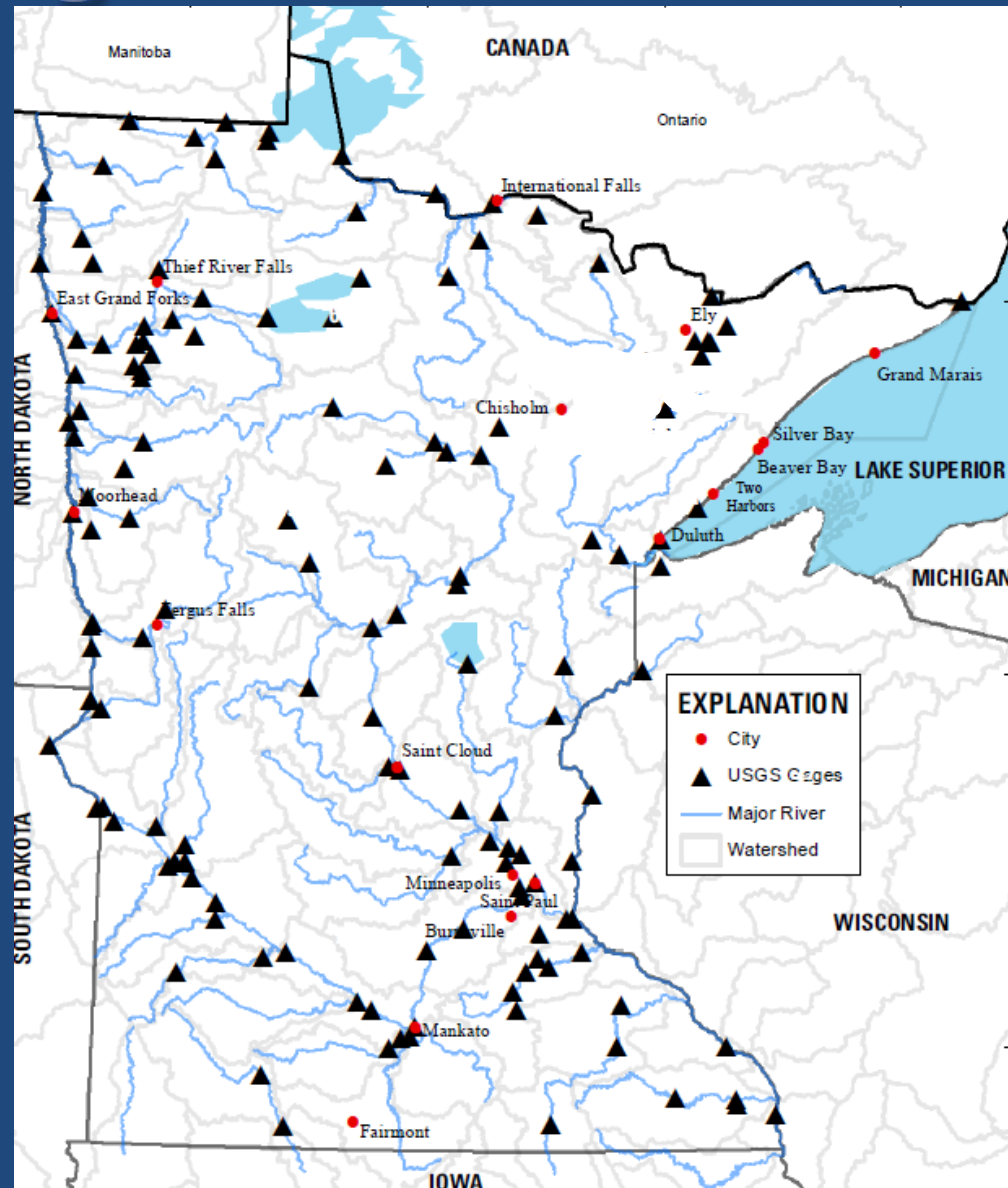 Manitoba
CANADA
Ontario
International Falls
Thief River Falls
East Grand Forks
Ely
Grand Marais
NORTH DAKOTA
Chisholm
Silver Bay
Beaver Bay
LAKE SUPERIOR
Moorhead
Two
Harbors
Duluth
MICHIGAN
Fergus Falls
EXPLANATION
City
USGS Gages
Major River
Watershed
Saint Cloud
SOUTH DAKOTA
Minneapolis
Saint Paul
Burnsville
WISCONSIN
Mankato
Fairmont
IOWA